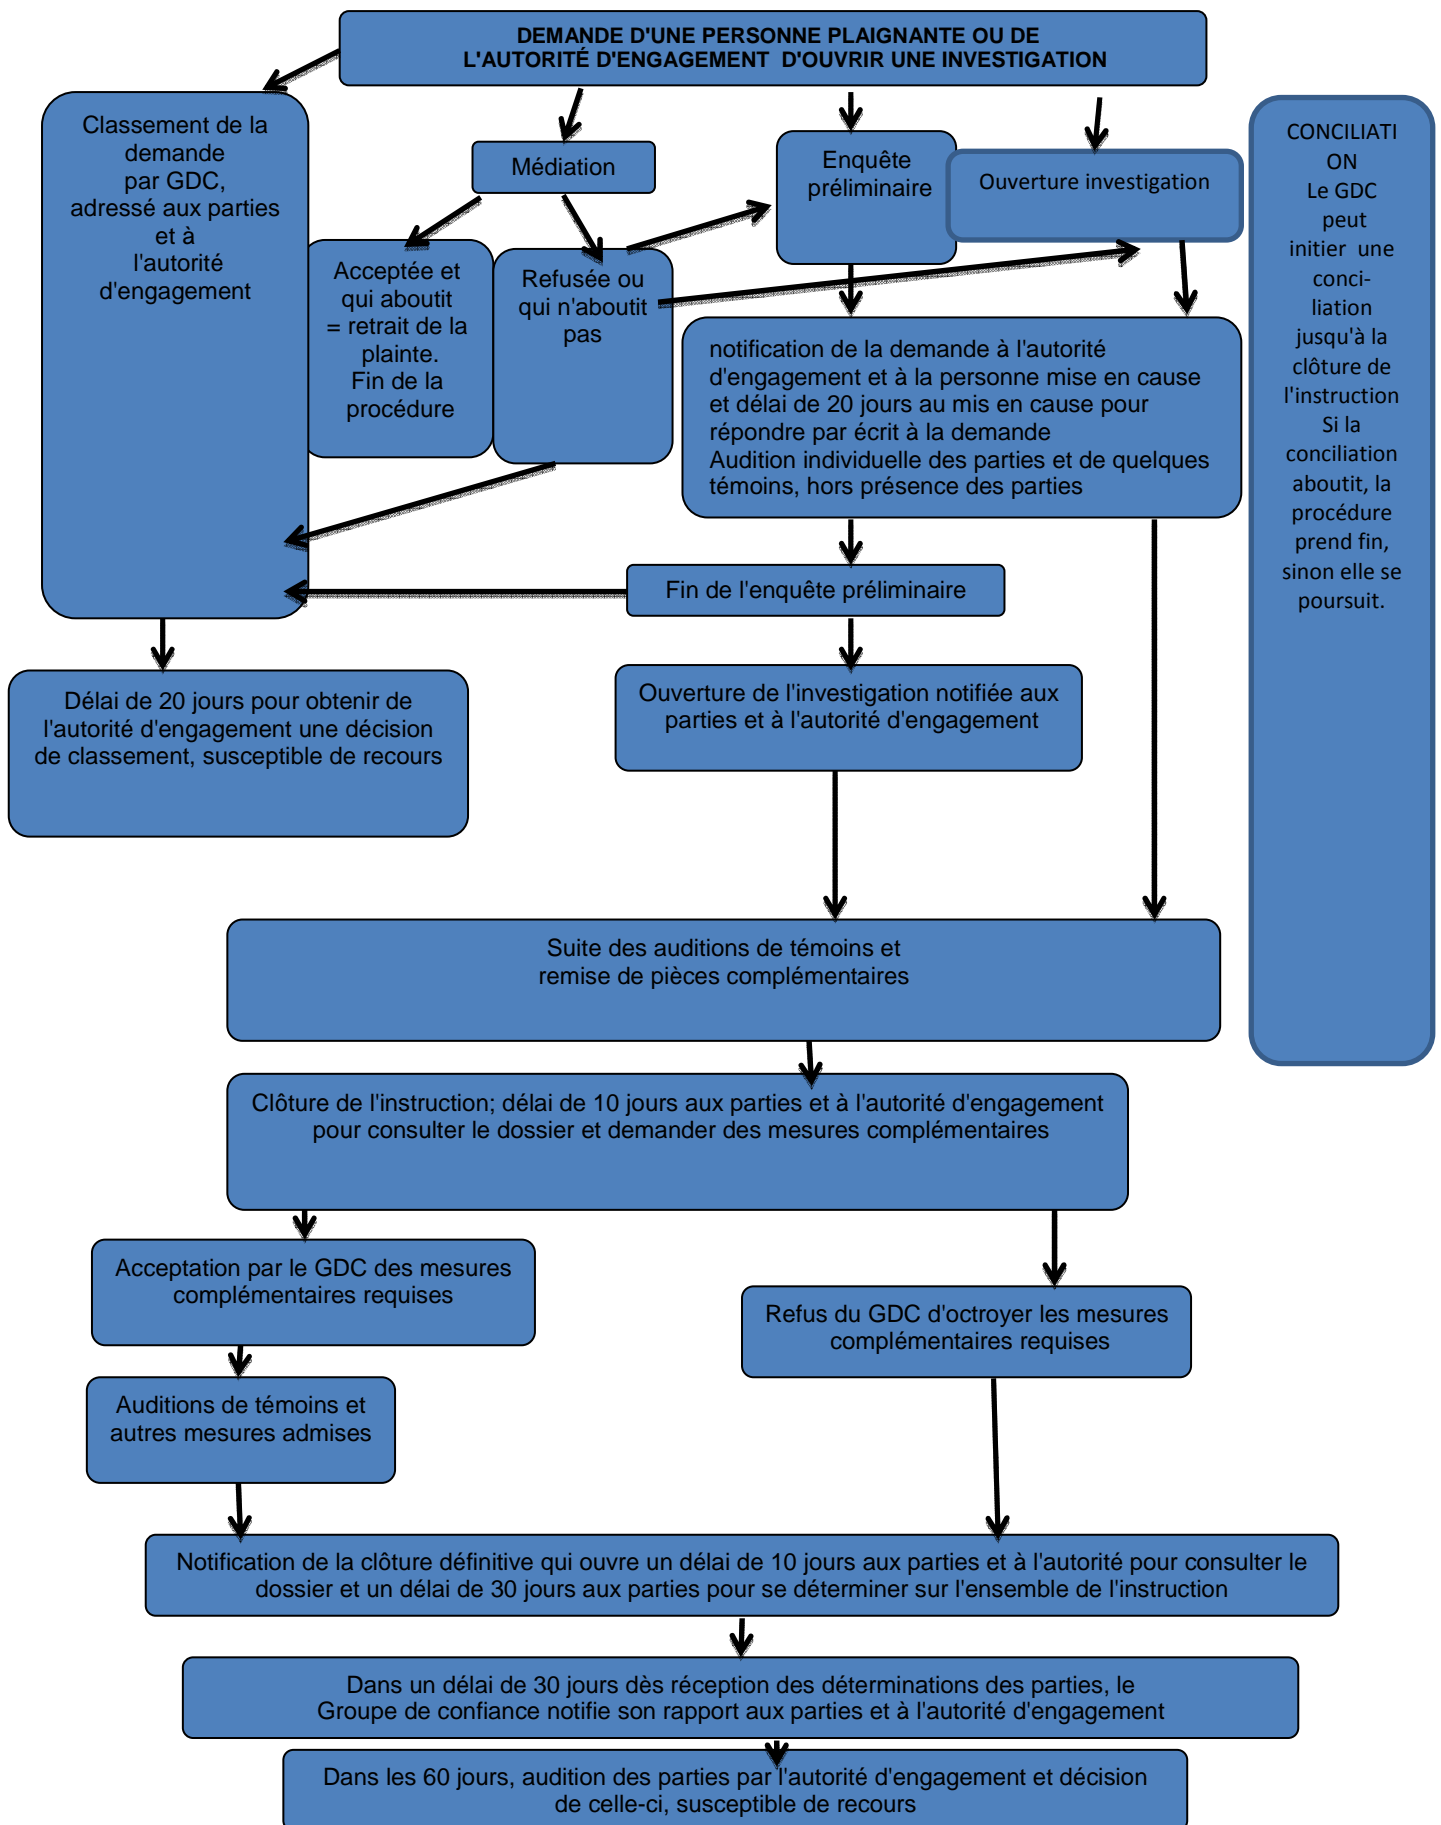 DEMANDE D'UNE PERSONNE PLAIGNANTE OU DE
L'AUTORITÉ D'ENGAGEMENT D'OUVRIR UNE INVESTIGATION
Classement de la
demande
par GDC,
adressé aux parties
et à
l'autorité
d'engagement
Médiation
Enquête
préliminaire
Ouverture investigation
CONCILIATI
ON
Le GDC
peut
initier une
conci-
liation
jusqu'à la
clôture de
l'instruction
Si la
conciliation
aboutit, la
procédure
prend fin,
sinon elle se
poursuit.
Acceptée et
qui aboutit
= retrait de la
plainte.
Fin de la
procédure
Refusée ou
qui n'aboutit
pas
notification de la demande à l'autorité
d'engagement et à la personne mise en cause
et délai de 20 jours au mis en cause pour
répondre par écrit à la demande
Audition individuelle des parties et de quelques
témoins, hors présence des parties
Fin de l'enquête préliminaire
Délai de 20 jours pour obtenir de
l'autorité d'engagement une décision
de classement, susceptible de recours
Ouverture de l'investigation notifiée aux
parties et à l'autorité d'engagement
Suite des auditions de témoins et
remise de pièces complémentaires
Clôture de l'instruction; délai de 10 jours aux parties et à l'autorité d'engagement
pour consulter le dossier et demander des mesures complémentaires
Acceptation par le GDC des mesures
complémentaires requises
Refus du GDC d'octroyer les mesures
complémentaires requises
Auditions de témoins et
autres mesures admises
Notification de la clôture définitive qui ouvre un délai de 10 jours aux parties et à l'autorité pour consulter le
dossier et un délai de 30 jours aux parties pour se déterminer sur l'ensemble de l'instruction
Dans un délai de 30 jours dès réception des déterminations des parties, le
Groupe de confiance notifie son rapport aux parties et à l'autorité d'engagement
Dans les 60 jours, audition des parties par l'autorité d'engagement et décision
de celle-ci, susceptible de recours